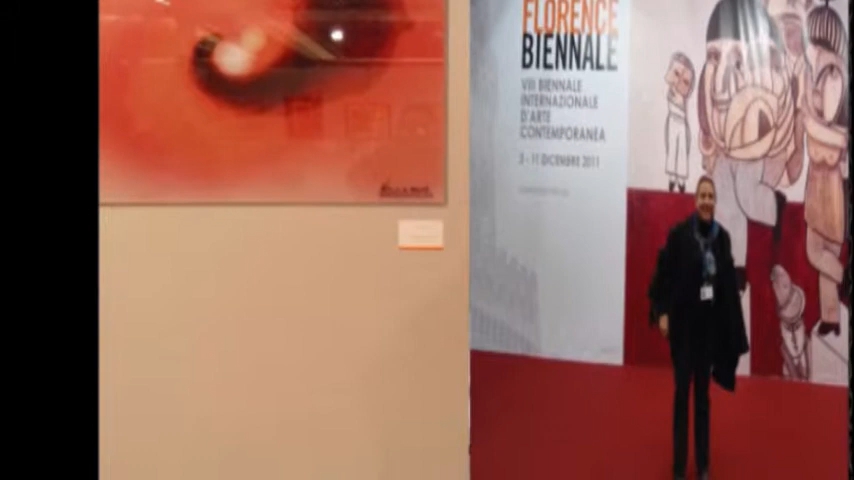 FLORENCE
BIENNALE
VIII BIENNALE
INTERNAZIONALE
D'ARTE
CONTEMPORANEA
3 - 11 DICEMBRE 2011